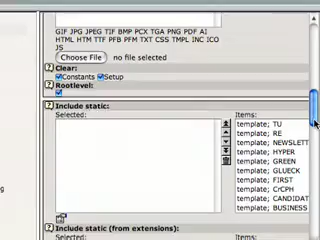 GIF JPG JPEG TIF BMP PCX TGA PNG PDF AI
HTML HTM TTF PFB PFM TXT CSS TMPL INC ICO
JS
Choose File no file selected
Clear:
Constants Setup
Rootlevel:
Include static:
Selected: Items:
template; TU
template; RE
template; NEWSLETT
template; HYPER
template; GREEN
template; GLUECK
template; FIRST
template; CrCPH
template; CANDIDAT
template; BUSINESS
Include static (from extensions):
Selected: Items: